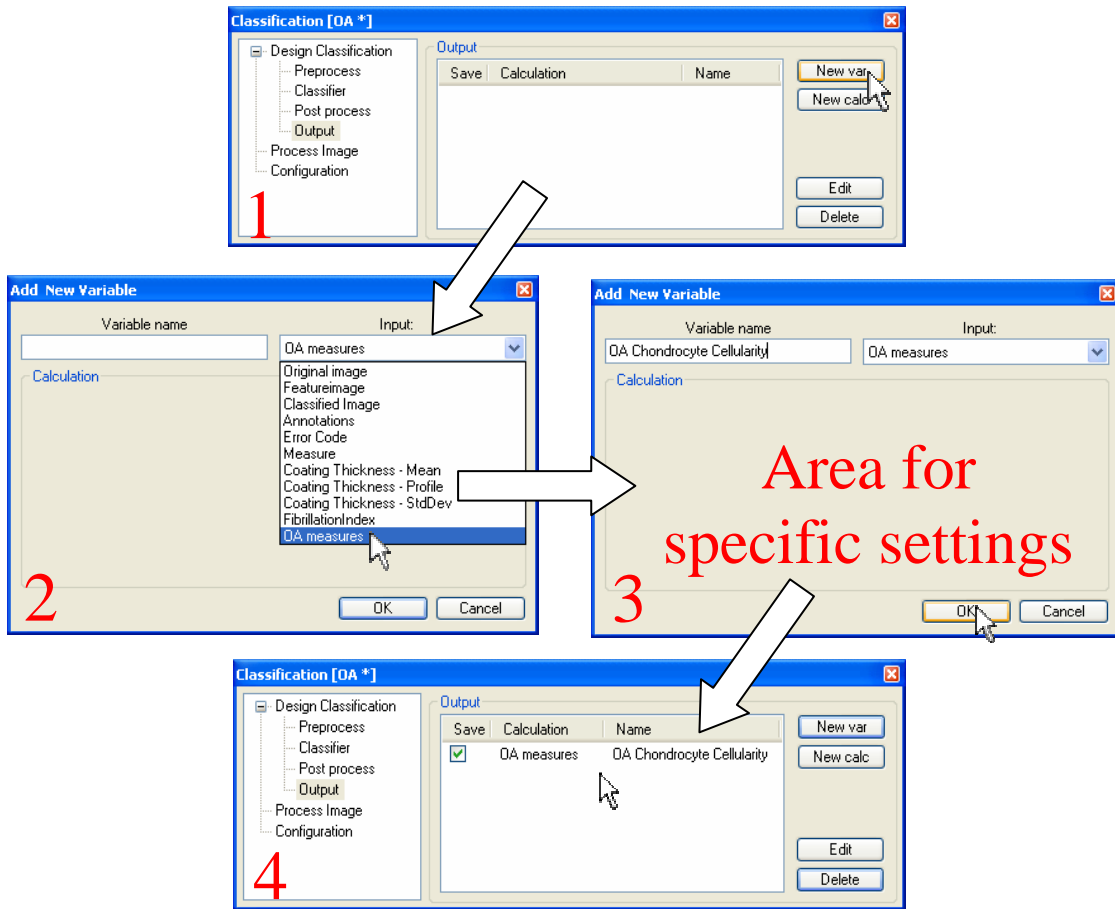 Classification [OA *]
Design Classification
Preprocess
Classifier
Post process
Output
Process Image
Configuration
Output
Save Calculation Name
New var
New calc
Edit
Delete
1
Add New Variable
Variable name Input:
OA measures
Calculation
Original image
Featureimage
Classified Image
Annotations
Error Code
Measure
Coating Thickness - Mean
Coating Thickness - Profile
Coating Thickness - StdDev
FibrillationIndex
OA measures
2
OK Cancel
Add New Variable
Variable name Input:
OA Chondrocyte Cellularity OA measures
Calculation
Area for
specific settings
3
OK Cancel
Classification [OA *]
Design Classification
Preprocess
Classifier
Post process
Output
Process Image
Configuration
Output
Save Calculation Name
OA measures OA Chondrocyte Cellularity
New var
New calc
Edit
Delete
4